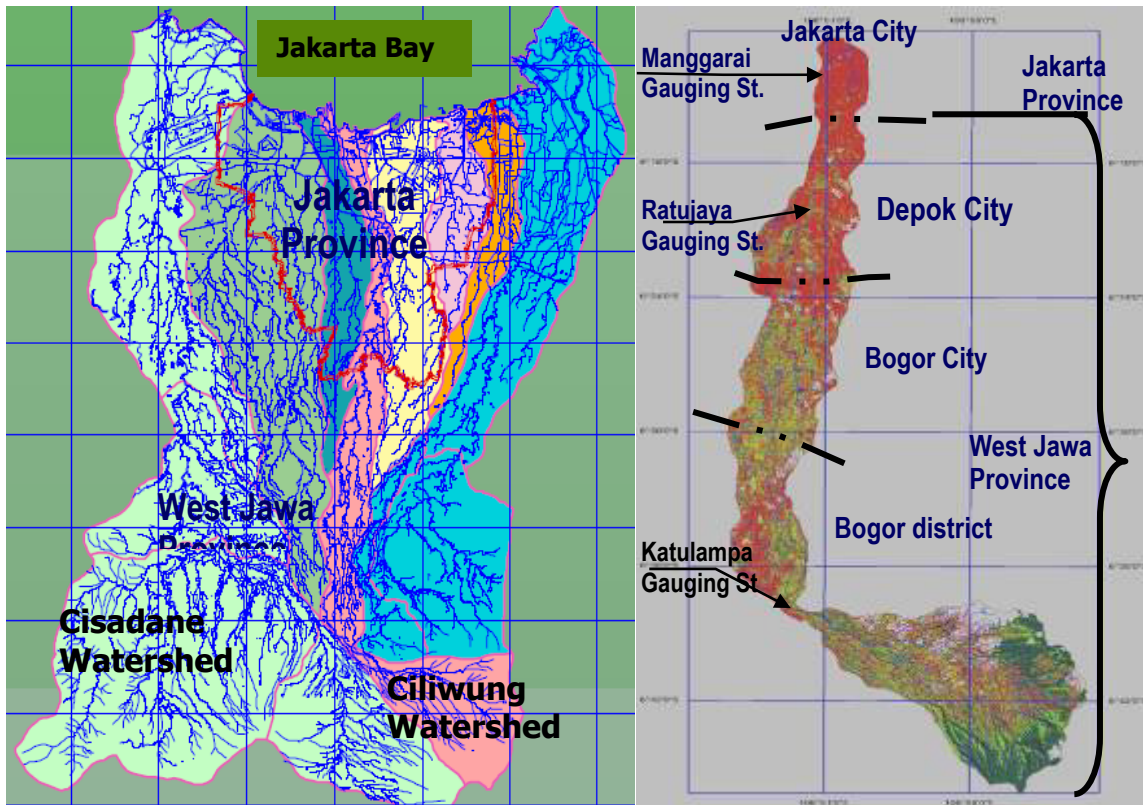 Jakarta Bay
Jakarta
Province
West Jawa
Cisadane
Watershed
Ciliwung
Watershed
Jakarta City
Manggarai
Gauging St.
Jakarta
Province
Ratujaya
Gauging St.
Depok City
Bogor City
West Jawa
Province
Bogor district
Katulampa
Gauging St